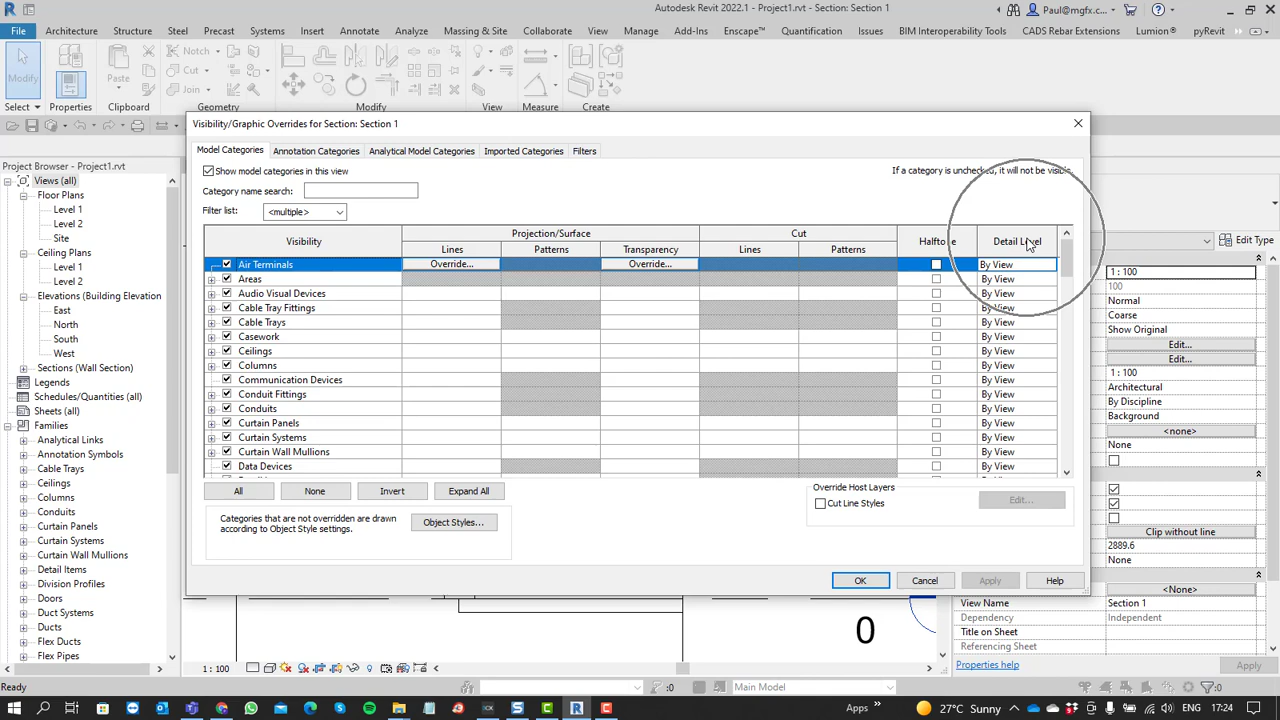 Autodesk Revit 2022.1 - Project1.rvt - Section: Section 1
Paul@mgfx.c...
File Architecture Structure Steel Precast Systems Insert Annotate Analyze Massing & Site Collaborate View Manage Add-Ins Enscape™ Quantification Issues BIM Interoperability Tools CADS Rebar Extensions Lumion® pyRevit
Modify Notch Paste Cut Join
Select Properties Clipboard Geometry Modify View Measure Create
Project Browser - Project1.rvt
Views (all)
Floor Plans
Level 1
Level 2
Site
Ceiling Plans
Level 1
Level 2
Elevations (Building Elevation
East
North
South
West
Sections (Wall Section)
Legends
Schedules/Quantities (all)
Sheets (all)
Families
Analytical Links
Annotation Symbols
Cable Trays
Ceilings
Columns
Conduits
Curtain Panels
Curtain Systems
Curtain Wall Mullions
Detail Items
Division Profiles
Doors
Duct Systems
Ducts
Flex Ducts
Flex Pipes
Visibility/Graphic Overrides for Section: Section 1
Model Categories Annotation Categories Analytical Model Categories Imported Categories Filters
Show model categories in this view
If a category is unchecked, it will not be visible.
Category name search:
Filter list: <multiple>
Visibility Projection/Surface Cut Halftone Detail Level
Lines Patterns Transparency Lines Patterns
Air Terminals Override... Override... By View
Areas By View
Audio Visual Devices By View
Cable Tray Fittings By View
Cable Trays By View
Casework By View
Ceilings By View
Columns By View
Communication Devices By View
Conduit Fittings By View
Conduits By View
Curtain Panels By View
Curtain Systems By View
Curtain Wall Mullions By View
Data Devices By View
All None Invert Expand All
Override Host Layers
Cut Line Styles Edit...
Categories that are not overridden are drawn
according to Object Style settings.
Object Styles...
OK Cancel Apply Help
Edit Type
1 : 100
100
Normal
Coarse
Show Original
Edit...
Edit...
1 : 100
Architectural
By Discipline
Background
<none>
None
Clip without line
2889.6
None
<None>
View Name Section 1
Dependency Independent
Title on Sheet
Referencing Sheet
Properties help Apply
0
1 : 100
Ready :0 Main Model :0
Apps 27°C Sunny ENG 17:24